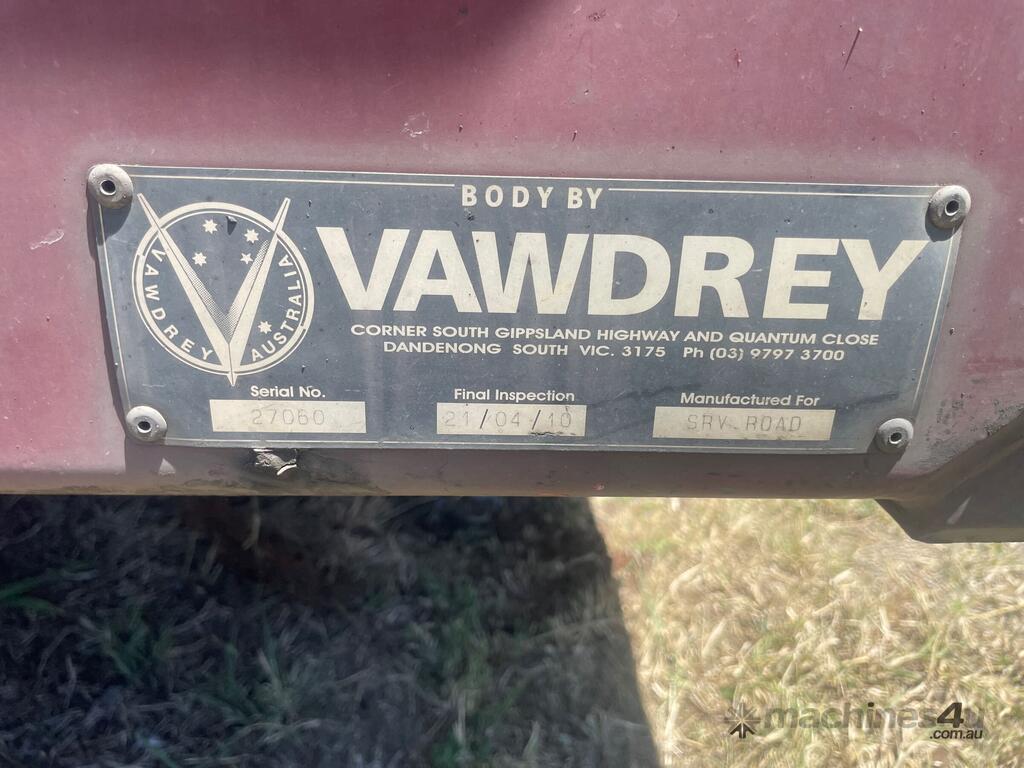 BODY BY
VAWDREY
VAWDREY AUSTRALIA
CORNER SOUTH GIPPSLAND HIGHWAY AND QUANTUM CLOSE
DANDENONG SOUTH VIC. 3175 Ph (03) 9797 3700
Serial No. Final Inspection Manufactured For
27060 21/04/10 SRV ROAD
machines4u
.com.au